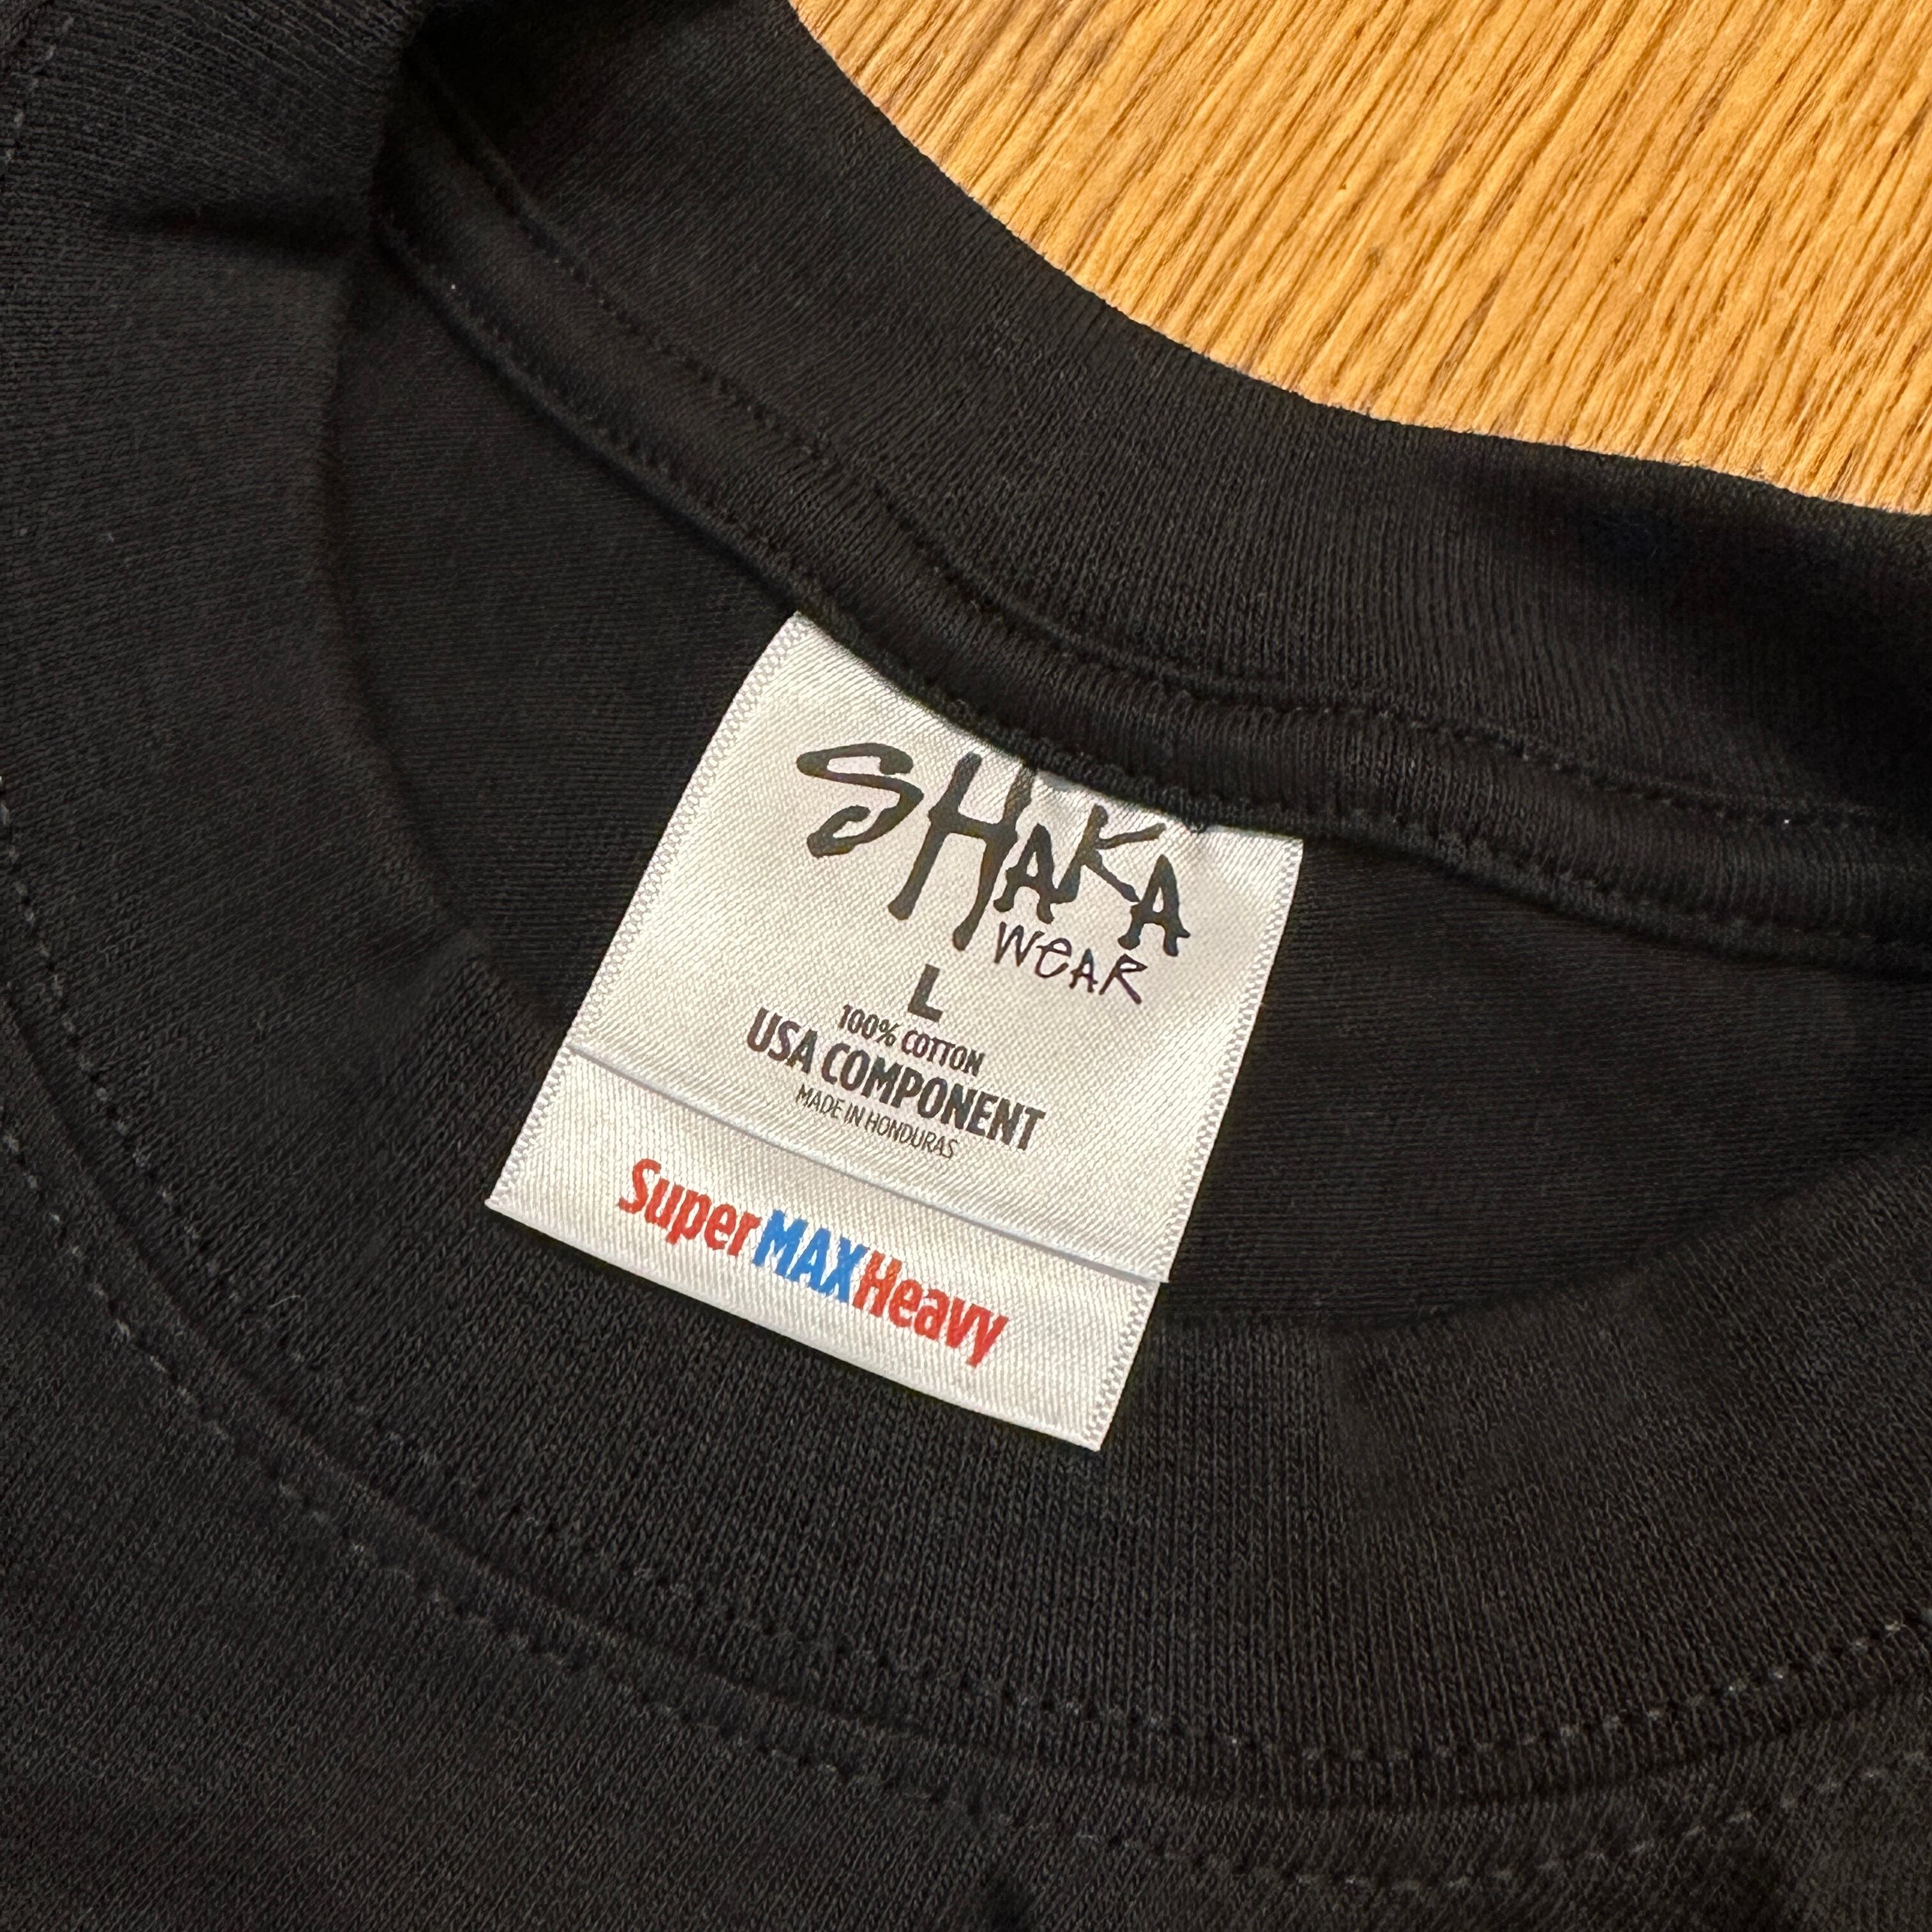 SHAKA
WEAR
L
100% COTTON
USA COMPONENT
MADE IN HONDURAS
SuperMAXHeavy